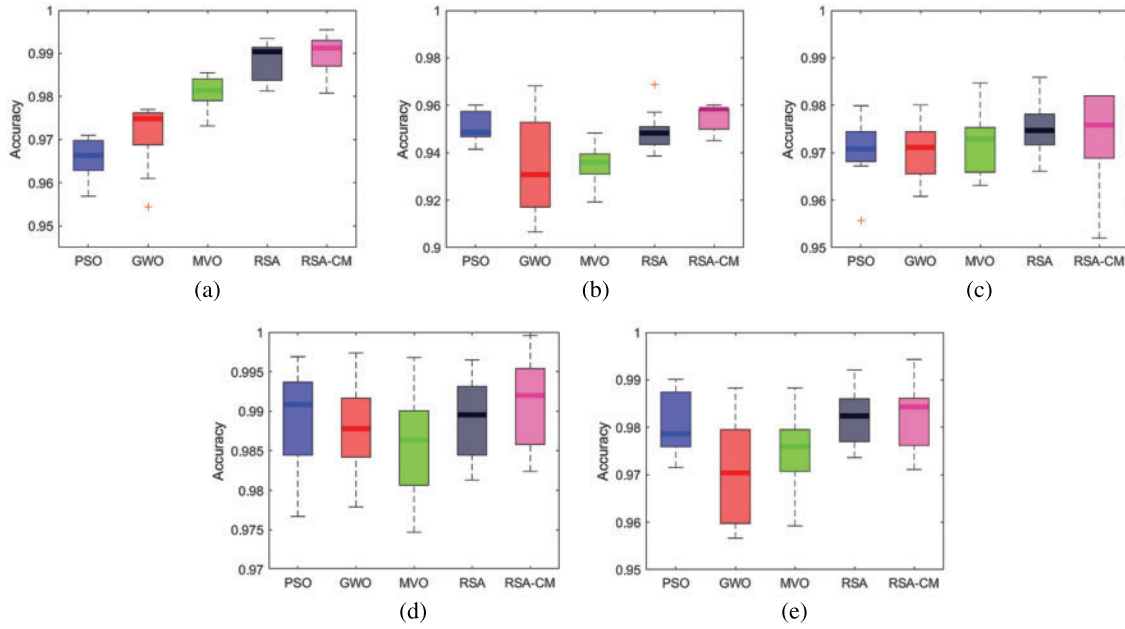 1
0.99
0.98
0.97
0.96
0.95
Accuracy
PSO GWO MVO RSA RSA-CM
(a)
1
0.98
0.96
0.94
0.92
0.9
Accuracy
PSO GWO MVO RSA RSA-CM
(b)
1
0.99
0.98
0.97
0.96
0.95
Accuracy
PSO GWO MVO RSA RSA-CM
(c)
1
0.995
0.99
0.985
0.98
0.975
0.97
Accuracy
PSO GWO MVO RSA RSA-CM
(d)
1
0.99
0.98
0.97
0.96
0.95
Accuracy
PSO GWO MVO RSA RSA-CM
(e)